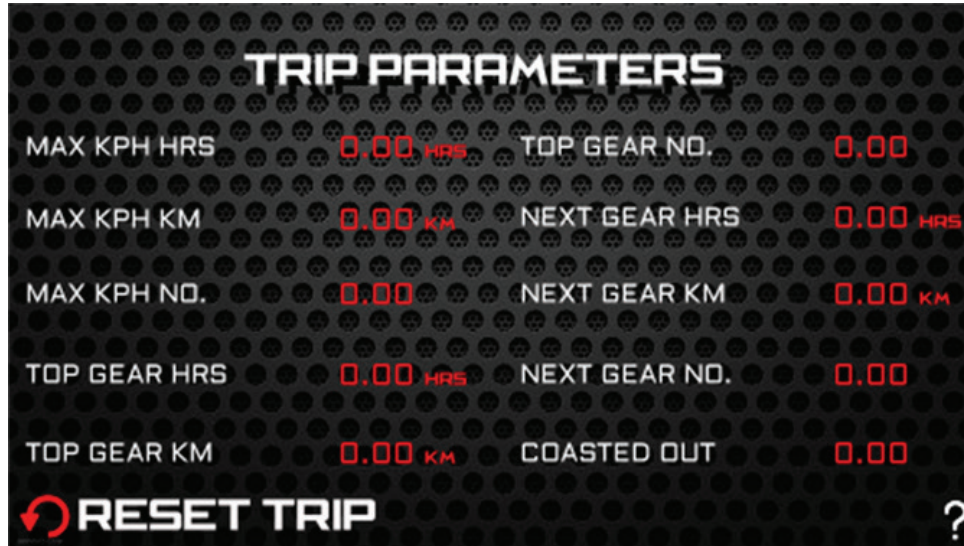 TRIP PARAMETERS
MAX KPH HRS 0.00 HRS TOP GEAR NO. 0.00
MAX KPH KM 0.00 KM NEXT GEAR HRS 0.00 HRS
MAX KPH NO. 0.00 NEXT GEAR KM 0.00 KM
TOP GEAR HRS 0.00 HRS NEXT GEAR NO. 0.00
TOP GEAR KM 0.00 KM COASTED OUT 0.00
RESET TRIP ?